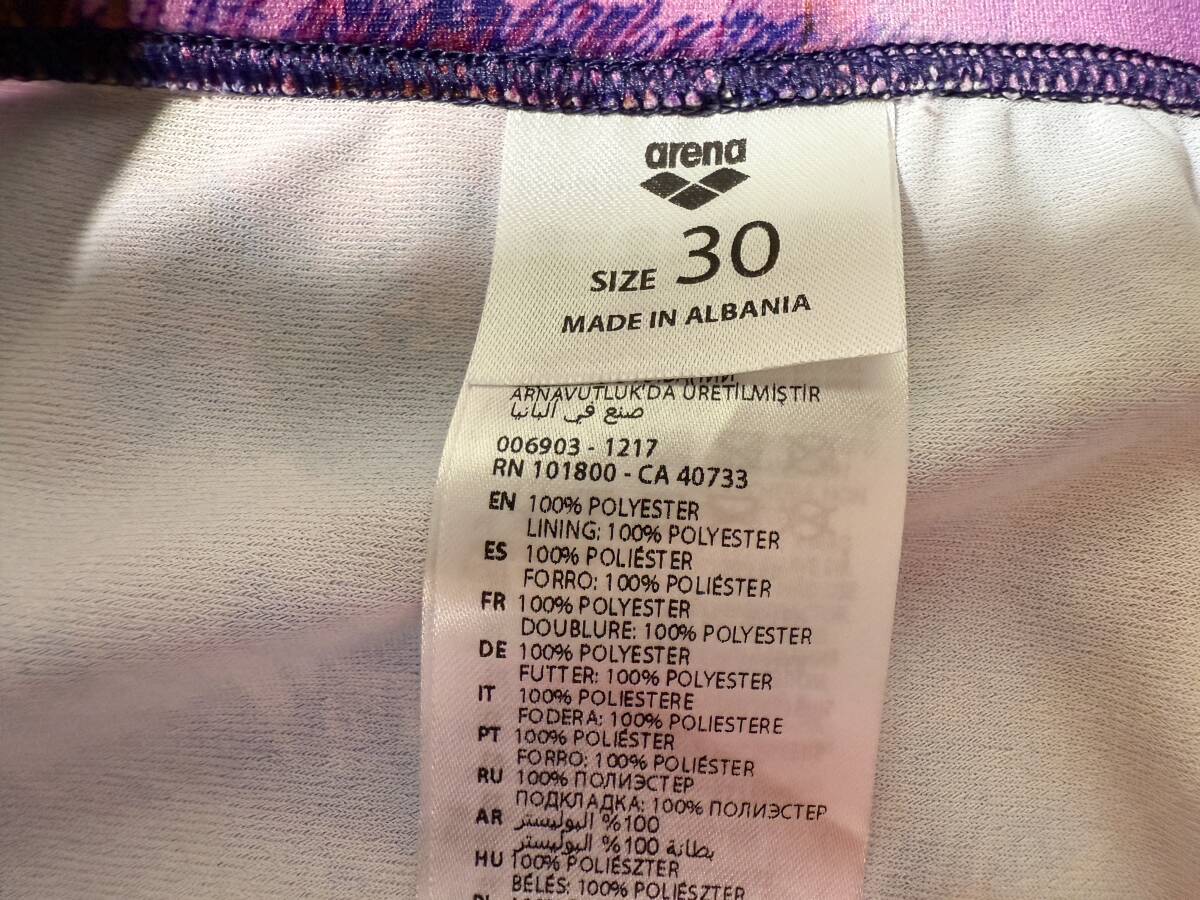 arena
SIZE 30
MADE IN ALBANIA
ARNAVUTLUK'DA ÜRETİLMİŞTİR
صنع في ألبانيا
006903 - 1217
RN 101800 - CA 40733
EN 100% POLYESTER
LINING: 100% POLYESTER
ES 100% POLIÉSTER
FORRO: 100% POLIÉSTER
FR 100% POLYESTER
DOUBLURE: 100% POLYESTER
DE 100% POLYESTER
FUTTER: 100% POLYESTER
IT 100% POLIESTERE
FODERA: 100% POLIESTERE
PT 100% POLIÉSTER
FORRO: 100% POLIÉSTER
RU 100% ПОЛИЭСТЕР
ПОДКЛАДКА: 100% ПОЛИЭСТЕР
AR 100% البوليستر
بطانة 100% البوليستر
HU 100% POLIÉSZTER
BÉLÉS: 100% POLIÉSZTER